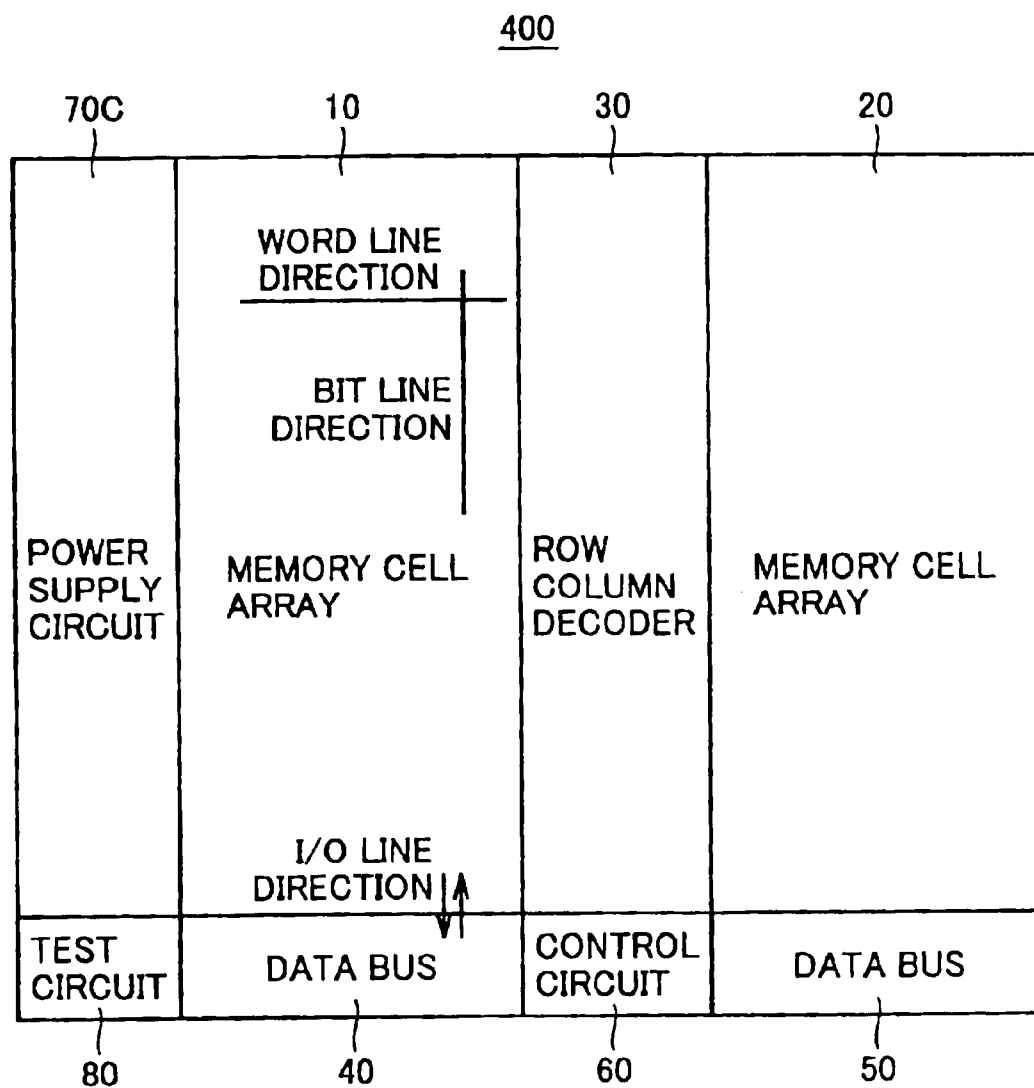 400
70C 10 30 20
WORD LINE
DIRECTION
BIT LINE
DIRECTION
POWER
SUPPLY
CIRCUIT
MEMORY CELL
ARRAY
ROW
COLUMN
DECODER
MEMORY CELL
ARRAY
I/O LINE
DIRECTION
TEST
CIRCUIT
DATA BUS
CONTROL
CIRCUIT
DATA BUS
80 40 60 50